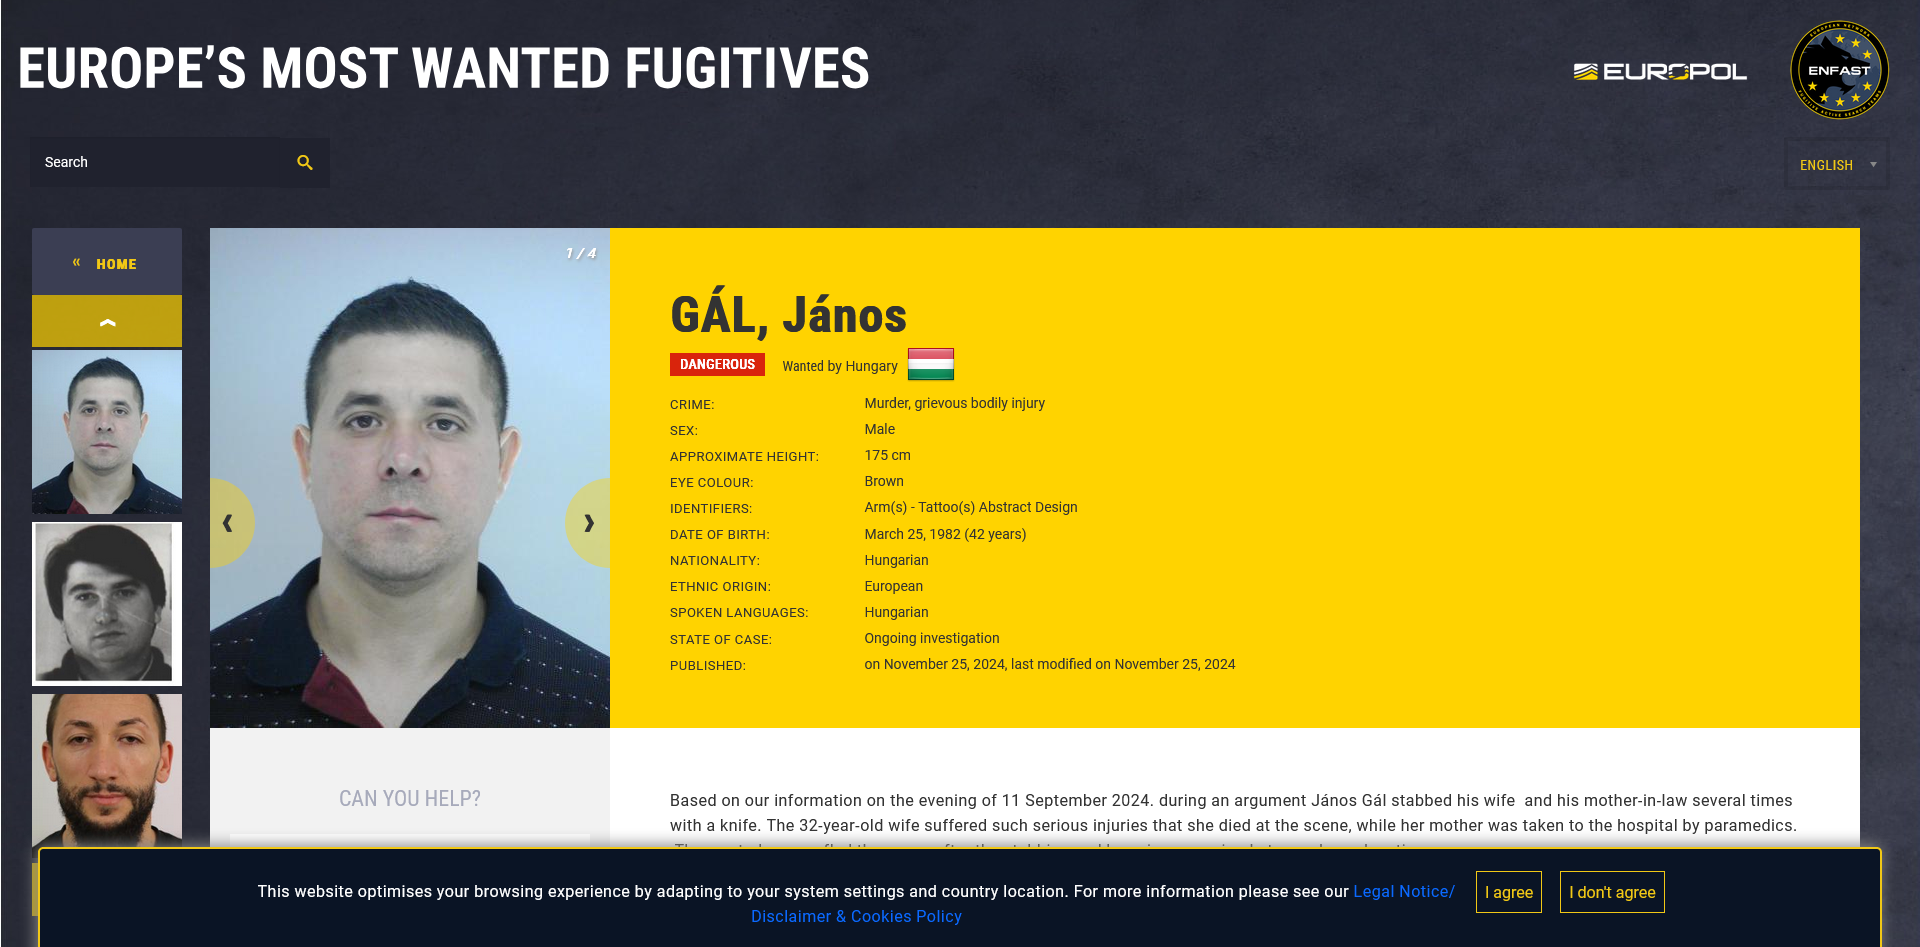 EUROPE'S MOST WANTED FUGITIVES
EUROPOL
EUROPEAN NETWORK
ENFAST
FUGITIVE ACTIVE SEARCH TEAMS
Search
ENGLISH
« HOME
1 / 4
GÁL, János
DANGEROUS Wanted by Hungary
CRIME: Murder, grievous bodily injury
SEX: Male
APPROXIMATE HEIGHT: 175 cm
EYE COLOUR: Brown
IDENTIFIERS: Arm(s) - Tattoo(s) Abstract Design
DATE OF BIRTH: March 25, 1982 (42 years)
NATIONALITY: Hungarian
ETHNIC ORIGIN: European
SPOKEN LANGUAGES: Hungarian
STATE OF CASE: Ongoing investigation
PUBLISHED: on November 25, 2024, last modified on November 25, 2024
CAN YOU HELP?
Based on our information on the evening of 11 September 2024. during an argument János Gál stabbed his wife and his mother-in-law several times
with a knife. The 32-year-old wife suffered such serious injuries that she died at the scene, while her mother was taken to the hospital by paramedics.
This website optimises your browsing experience by adapting to your system settings and country location. For more information please see our Legal Notice/
Disclaimer & Cookies Policy
I agree
I don't agree